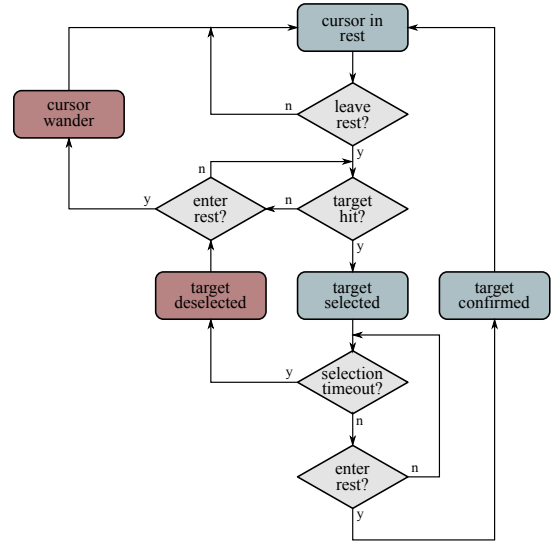 cursor in
rest
cursor
wander
n
leave
rest?
y
n
enter
rest?
y
n
target
hit?
y
target
deselected
target
selected
target
confirmed
y
selection
timeout?
n
enter
rest?
n
y